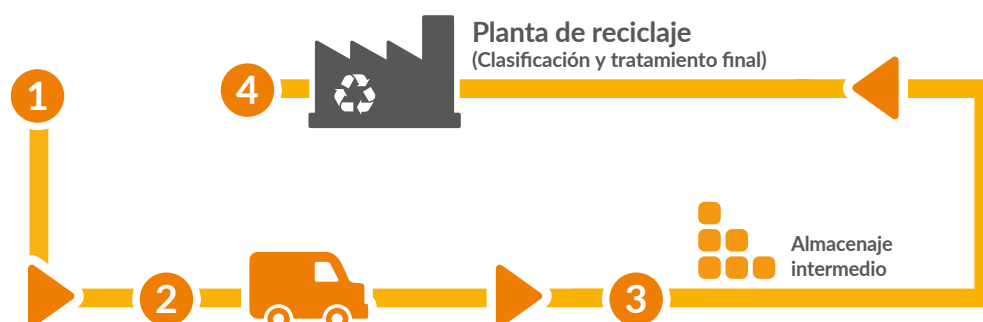 1
4
Planta de reciclaje
(Clasificación y tratamiento final)
2
3
Almacenaje
intermedio